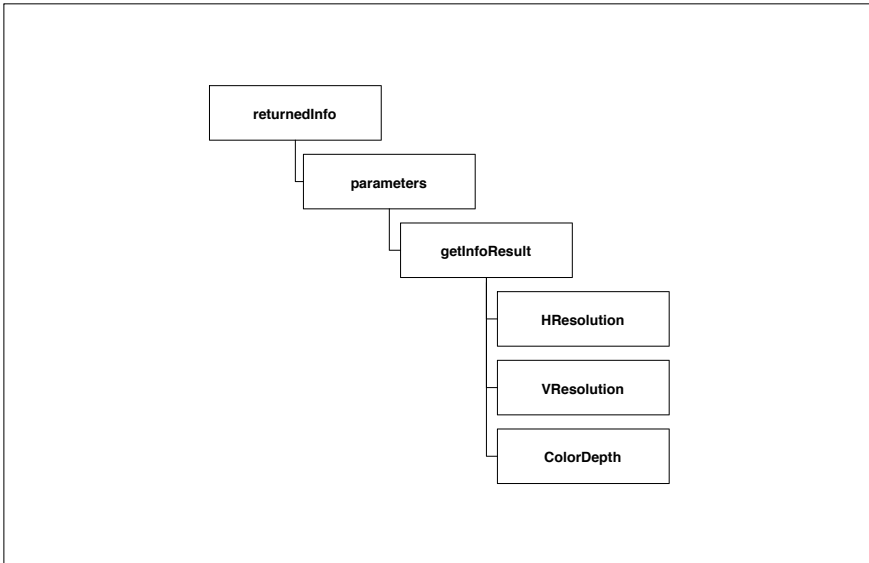 returnedInfo
parameters
getInfoResult
HResolution
VResolution
ColorDepth